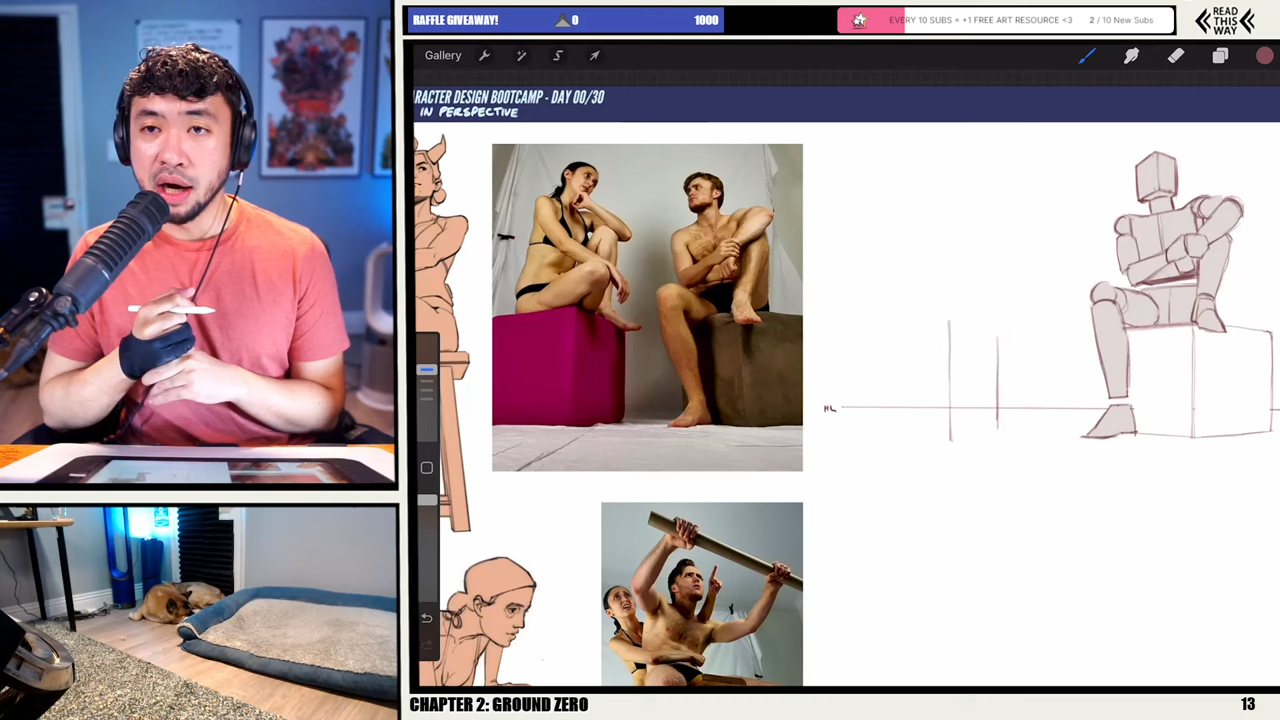 RAFFLE GIVEAWAY! 0 1000
EVERY 10 SUBS = +1 FREE ART RESOURCE <3 2 / 10 New Subs
READ
THIS
WAY
Gallery
RACTER DESIGN BOOTCAMP - DAY 00/30
IN PERSPECTIVE
HL
CHAPTER 2: GROUND ZERO 13